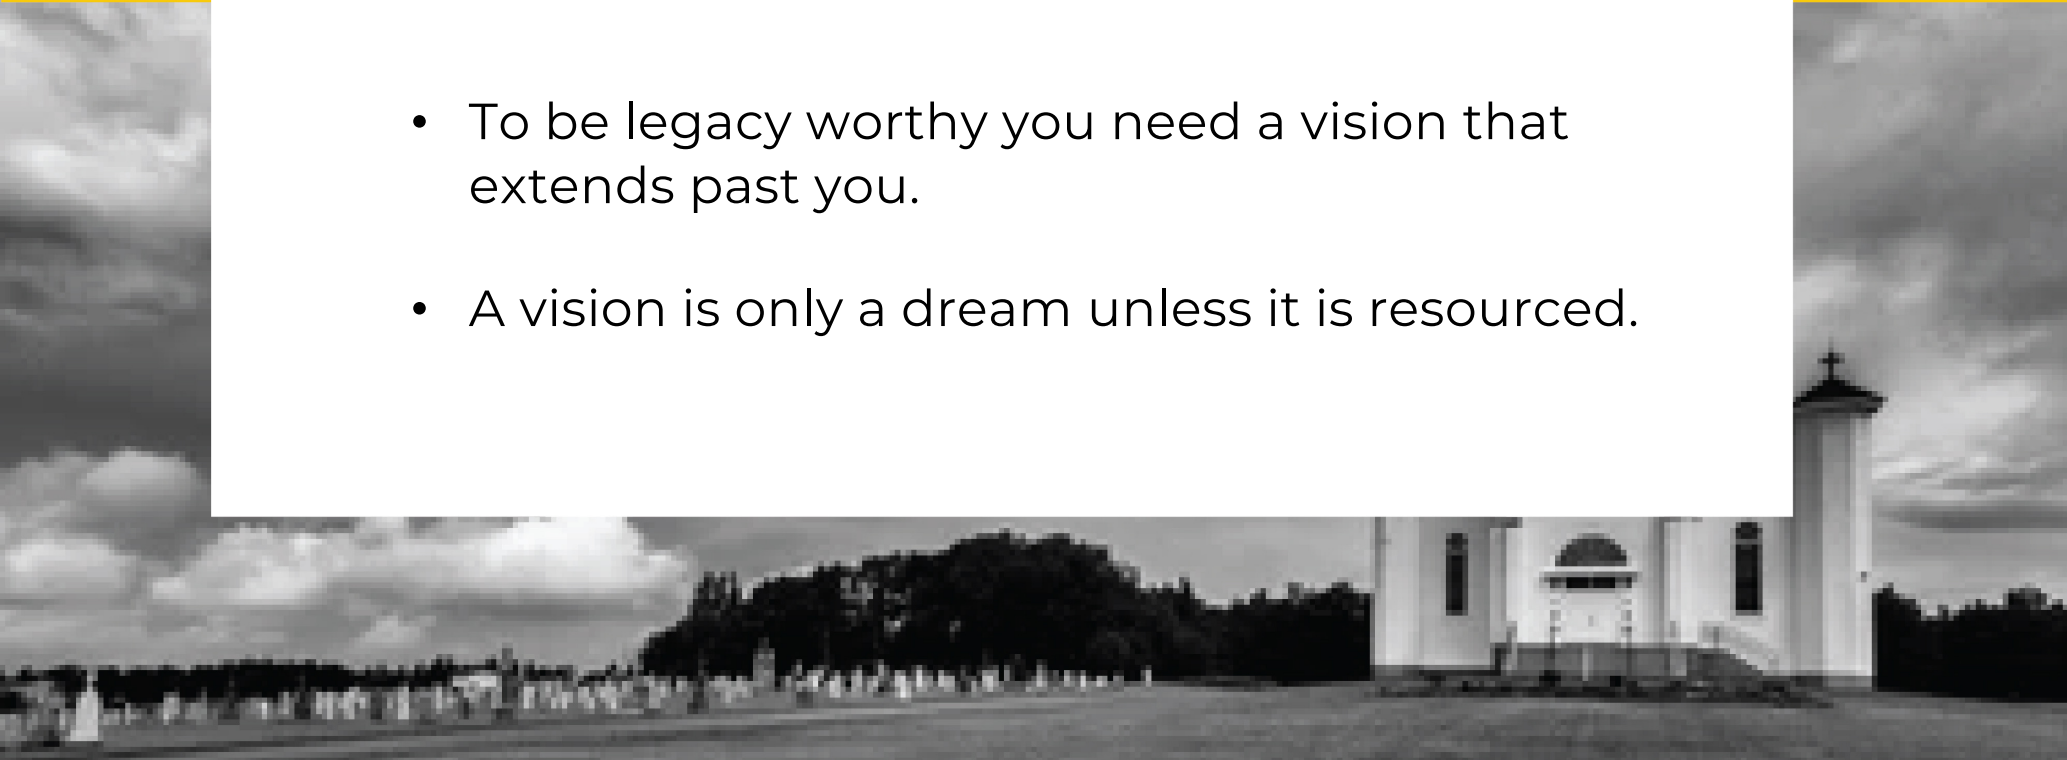 • To be legacy worthy you need a vision that
extends past you.
• A vision is only a dream unless it is resourced.